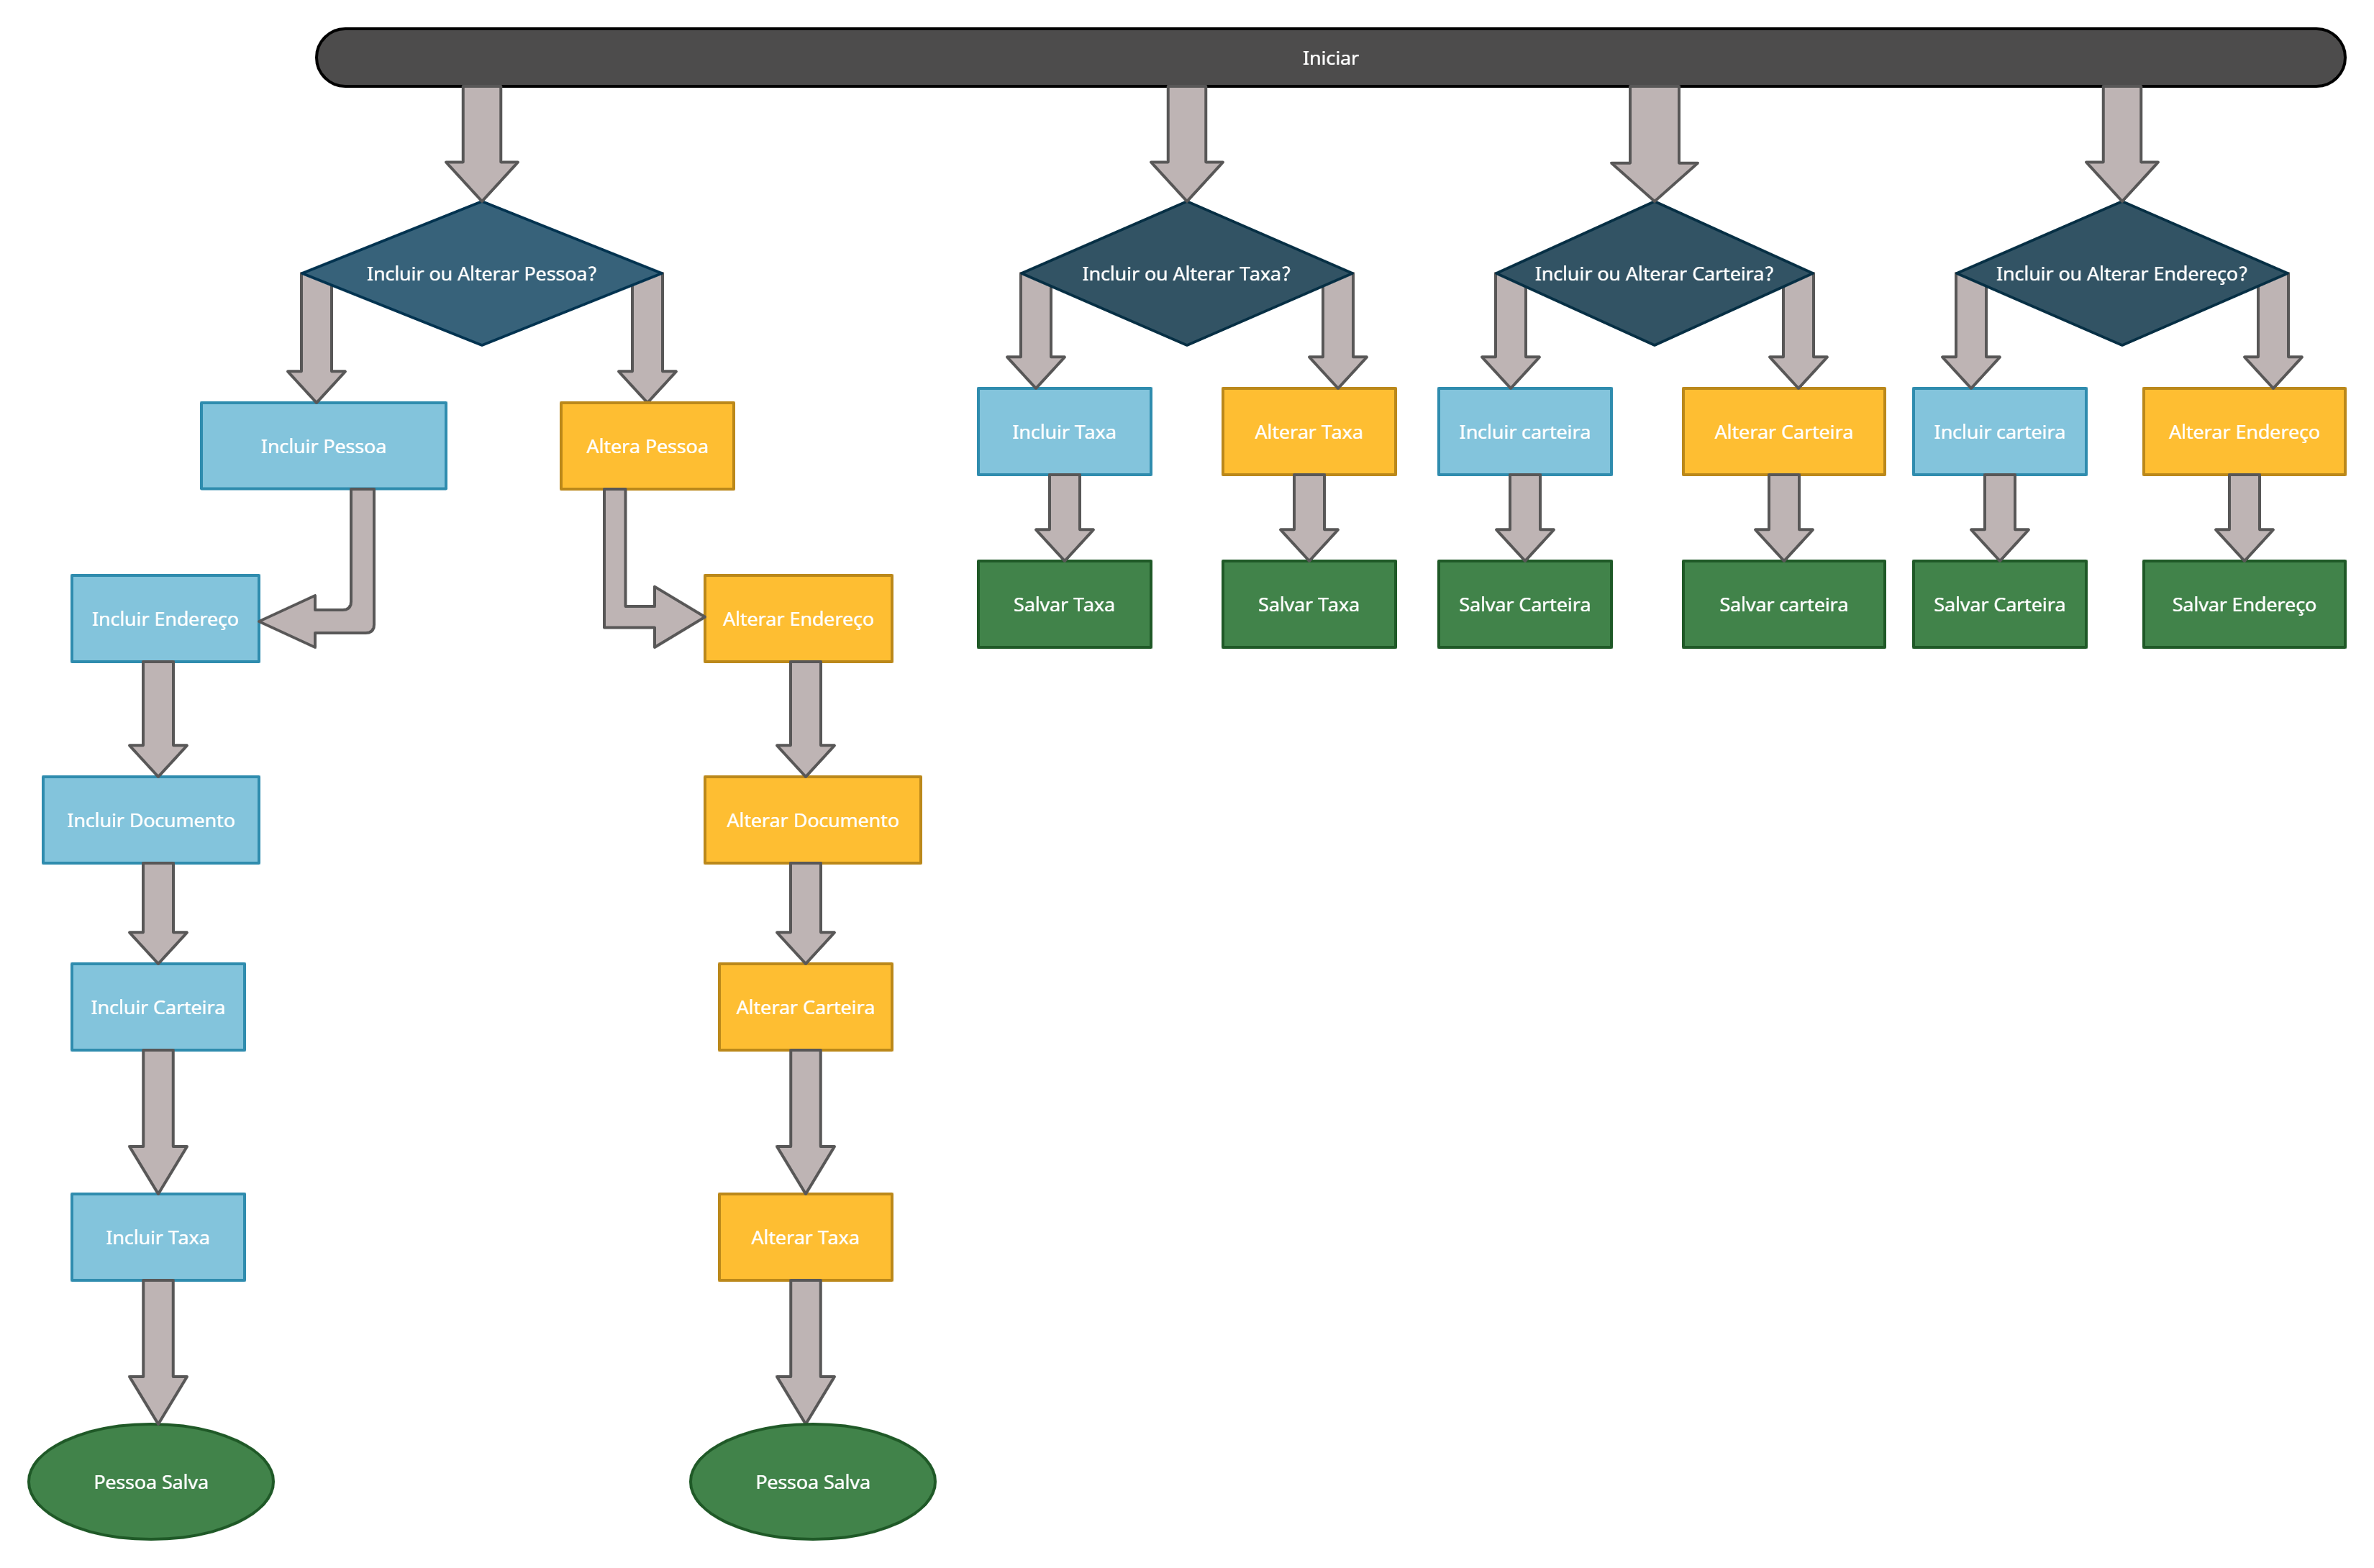 Iniciar
Incluir ou Alterar Pessoa?
Incluir ou Alterar Taxa?
Incluir ou Alterar Carteira?
Incluir ou Alterar Endereço?
Incluir Pessoa
Altera Pessoa
Incluir Taxa
Alterar Taxa
Incluir carteira
Alterar Carteira
Incluir carteira
Alterar Endereço
Incluir Endereço
Alterar Endereço
Salvar Taxa
Salvar Taxa
Salvar Carteira
Salvar carteira
Salvar Carteira
Salvar Endereço
Incluir Documento
Alterar Documento
Incluir Carteira
Alterar Carteira
Incluir Taxa
Alterar Taxa
Pessoa Salva
Pessoa Salva